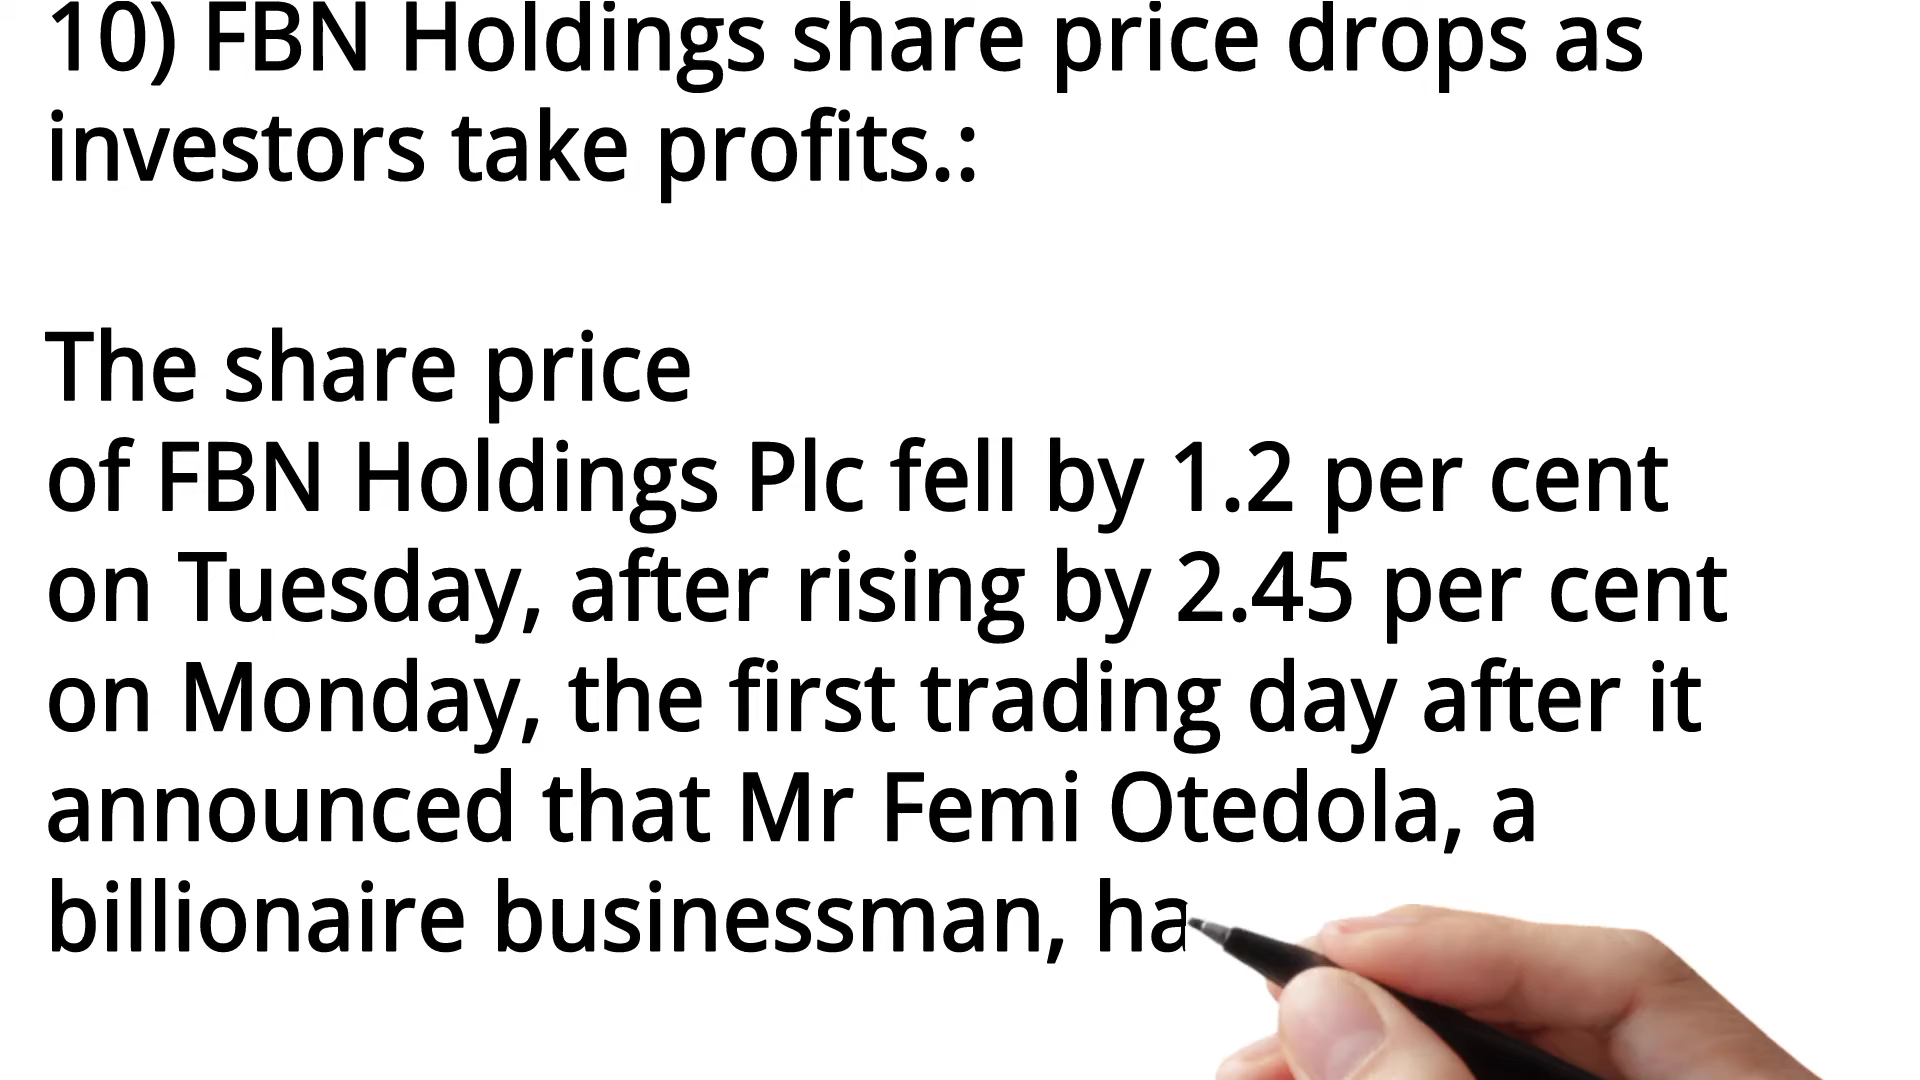 10) FBN Holdings share price drops as
investors take profits.:
The share price
of FBN Holdings Plc fell by 1.2 per cent
on Tuesday, after rising by 2.45 per cent
on Monday, the first trading day after it
announced that Mr Femi Otedola, a
billionaire businessman, ha